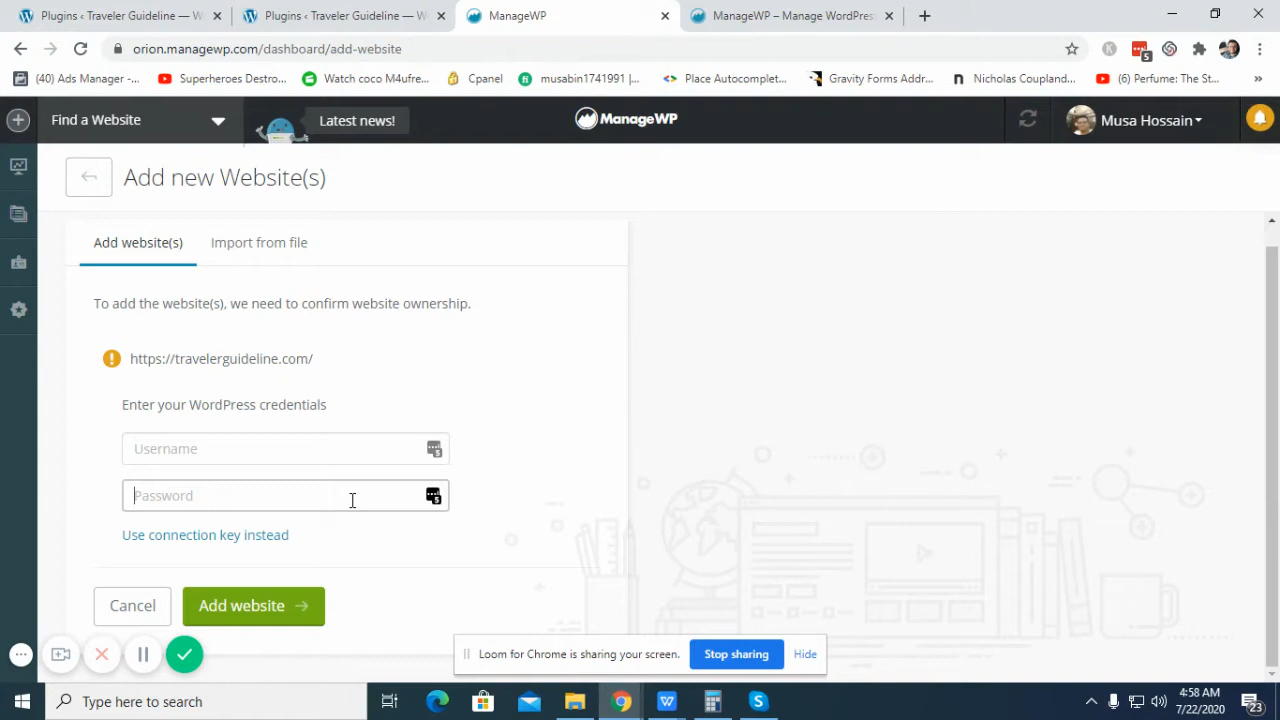 Plugins ‹ Traveler Guideline — W
Plugins ‹ Traveler Guideline — W
ManageWP
ManageWP – Manage WordPress
orion.managewp.com/dashboard/add-website
(40) Ads Manager -...
Superheroes Destro...
Watch coco M4ufre...
Cpanel
musabin1741991 |...
Place Autocomplet...
Gravity Forms Addr...
Nicholas Coupland...
(6) Perfume: The St...
Find a Website
Latest news!
ManageWP
Musa Hossain
Add new Website(s)
Add website(s)
Import from file
To add the website(s), we need to confirm website ownership.
https://travelerguideline.com/
Enter your WordPress credentials
Username
Password
Use connection key instead
Cancel
Add website
Loom for Chrome is sharing your screen.
Stop sharing
Hide
Type here to search
4:58 AM
7/22/2020
23